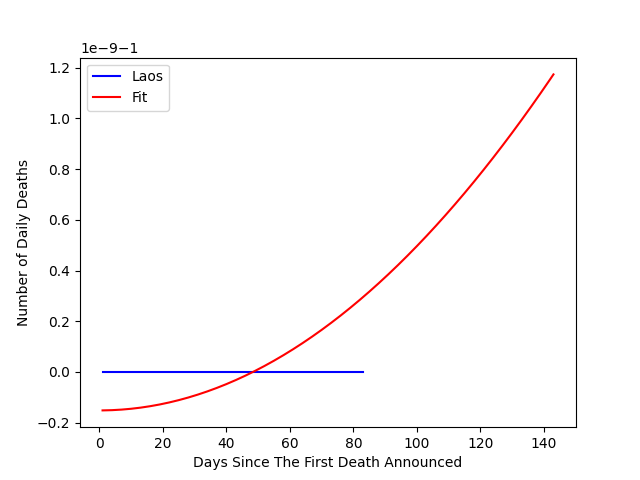 1e−9−1
1.2
1.0
0.8
0.6
0.4
0.2
0.0
−0.2
Number of Daily Deaths
Laos
Fit
0 20 40 60 80 100 120 140
Days Since The First Death Announced